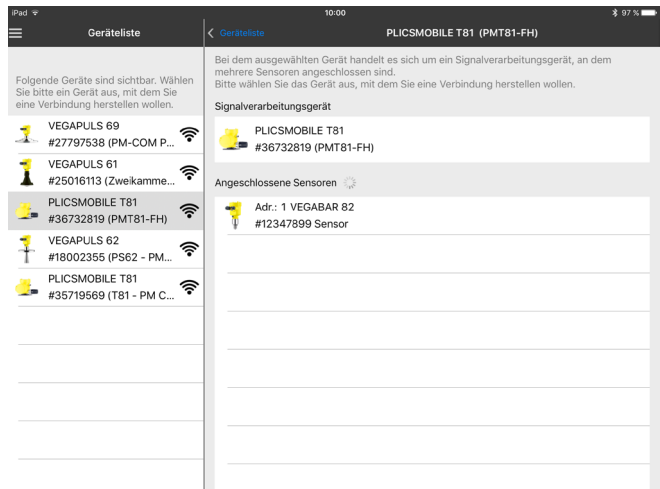 iPad
10:00
97 %
Geräteliste
Geräteliste
PLICSMOBILE T81 (PMT81-FH)
Folgende Geräte sind sichtbar. Wählen
Sie bitte ein Gerät aus, mit dem Sie
eine Verbindung herstellen wollen.
VEGAPULS 69
#27797538 (PM-COM P...
VEGAPULS 61
#25016113 (Zweikamme...
PLICSMOBILE T81
#36732819 (PMT81-FH)
VEGAPULS 62
#18002355 (PS62 - PM...
PLICSMOBILE T81
#35719569 (T81 - PM C...
Bei dem ausgewählten Gerät handelt es sich um ein Signalverarbeitungsgerät, an dem
mehrere Sensoren angeschlossen sind.
Bitte wählen Sie das Gerät aus, mit dem Sie eine Verbindung herstellen wollen.
Signalverarbeitungsgerät
PLICSMOBILE T81
#36732819 (PMT81-FH)
Angeschlossene Sensoren
Adr.: 1 VEGABAR 82
#12347899 Sensor